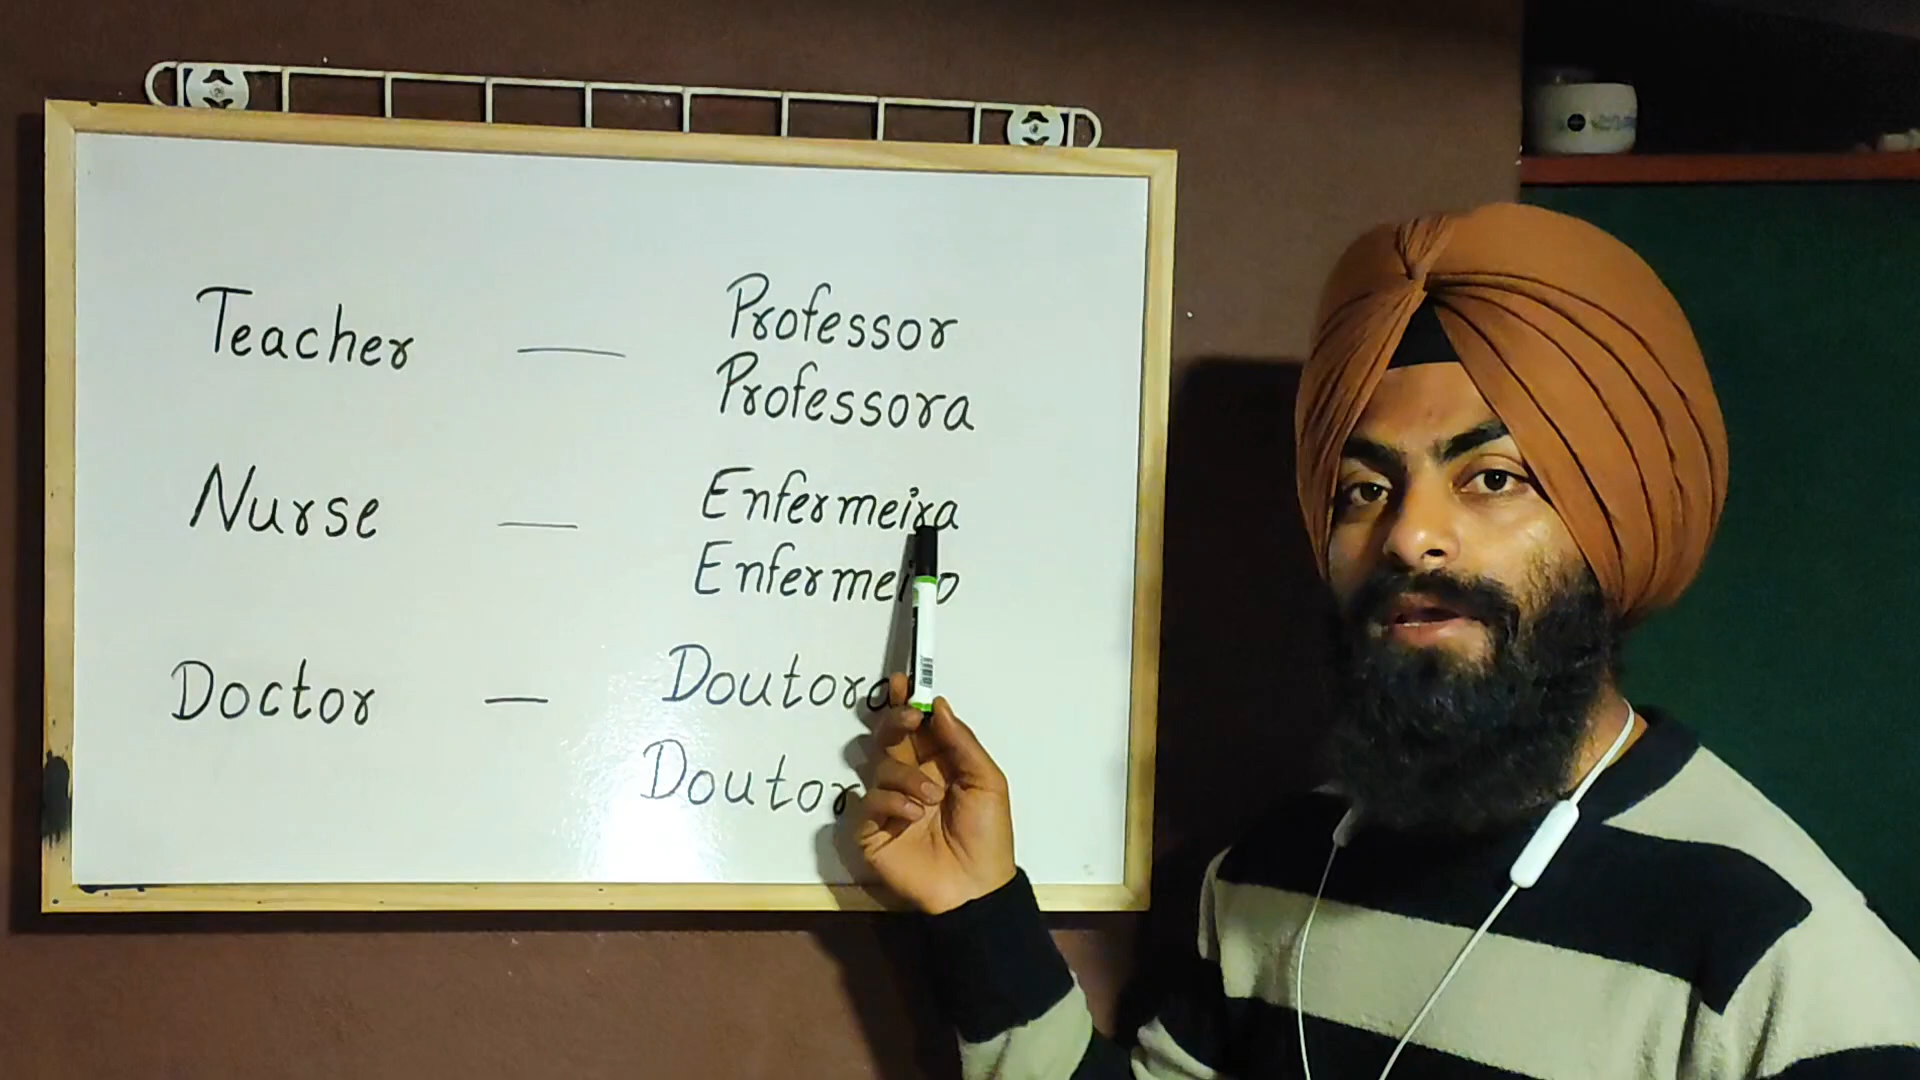 Teacher — Professor
Professora
Nurse — Enfermeira
Enfermeiro
Doctor — Doutora
Doutor